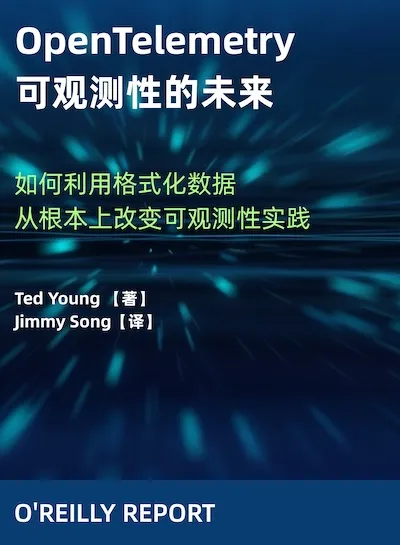 OpenTelemetry
可观测性的未来
如何利用格式化数据
从根本上改变可观测性实践
Ted Young 【著】
Jimmy Song【译】
O'REILLY REPORT